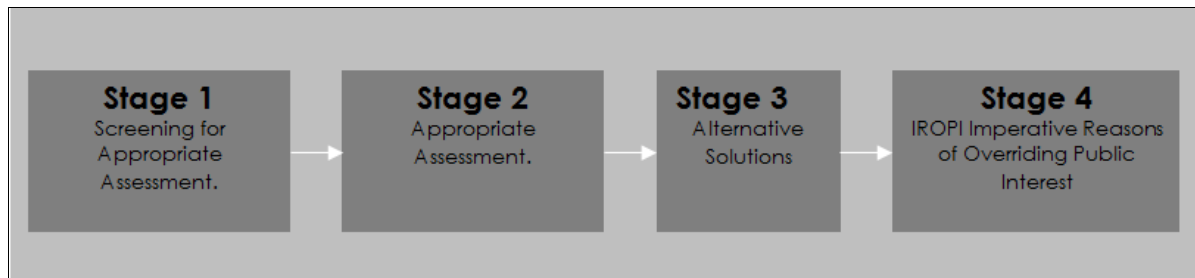 Stage 1
Screening for
Appropriate
Assessment.
Stage 2
Appropriate
Assessment.
Stage 3
Alternative
Solutions
Stage 4
IROPI Imperative Reasons
of Overriding Public
Interest